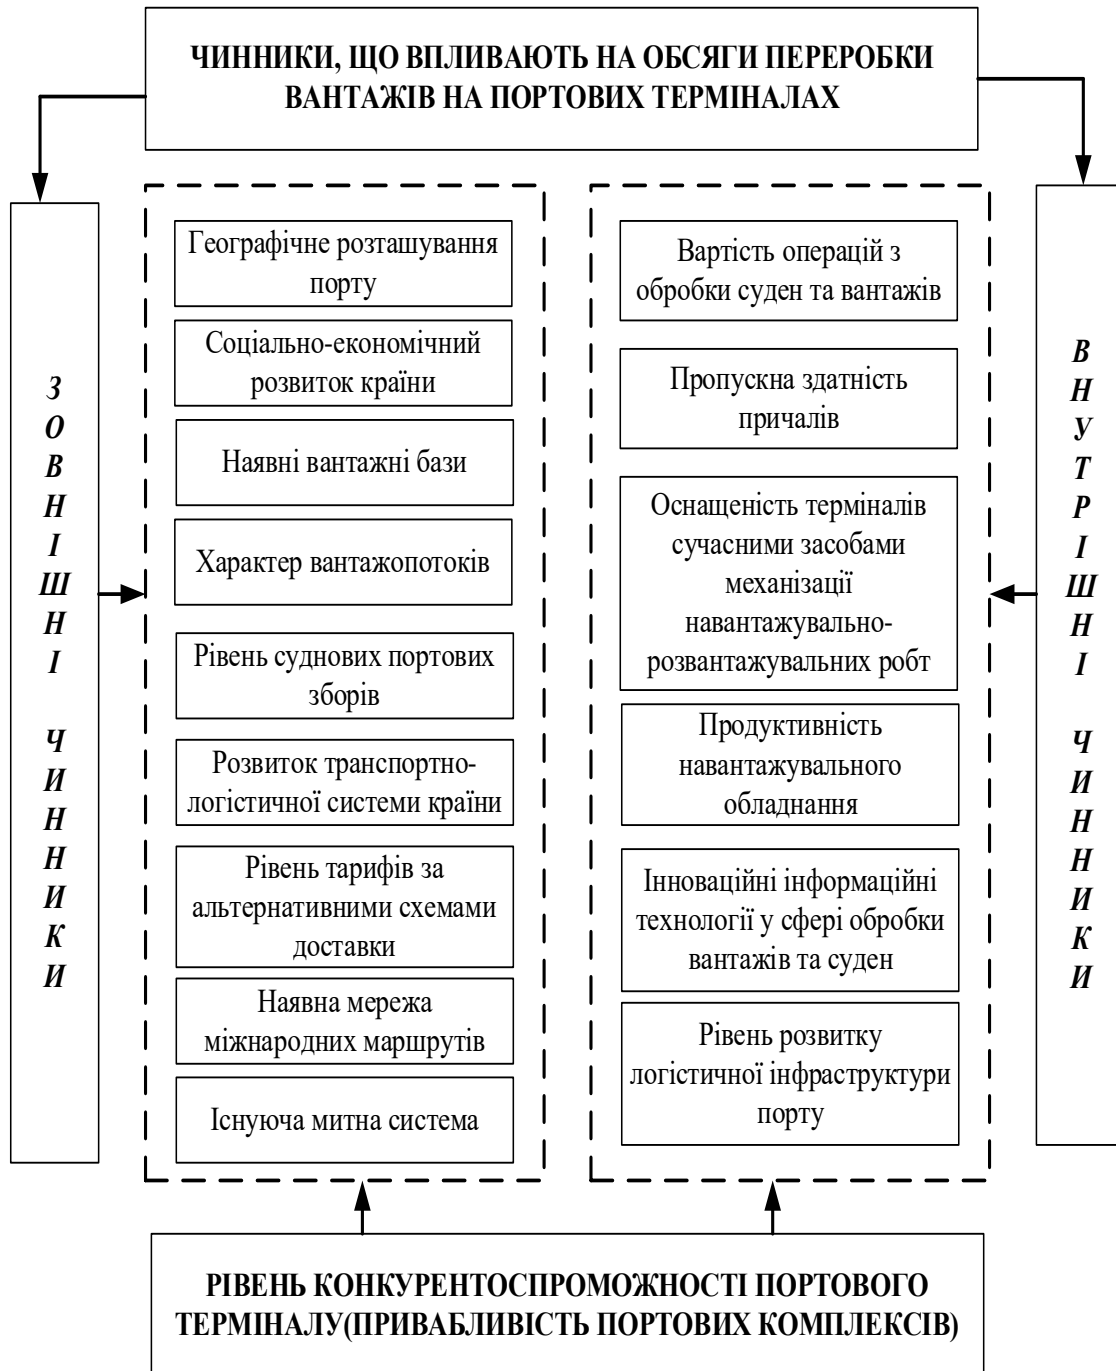 ЧИННИКИ, ЩО ВПЛИВАЮТЬ НА ОБСЯГИ ПЕРЕРОБКИ
ВАНТАЖІВ НА ПОРТОВИХ ТЕРМІНАЛАХ
ЗОВНІШНІ ЧИННИКИ
Географічне розташування
порту
Соціально-економічний
розвиток країни
Наявні вантажні бази
Характер вантажопотоків
Рівень суднових портових
зборів
Розвиток транспортно-
логістичної системи країни
Рівень тарифів за
альтернативними схемами
доставки
Наявна мережа
міжнародних маршрутів
Існуюча митна система
Вартість операцій з
обробки суден та вантажів
Пропускна здатність
причалів
Оснащеність терміналів
сучасними засобами
механізації
навантажувально-
розвантажувальних робт
Продуктивність
навантажувального
обладнання
Інноваційні інформаційні
технології у сфері обробки
вантажів та суден
Рівень розвитку
логістичної інфраструктури
порту
ВНУТРІШНІ ЧИННИКИ
РІВЕНЬ КОНКУРЕНТОСПРОМОЖНОСТІ ПОРТОВОГО
ТЕРМІНАЛУ(ПРИВАБЛИВІСТЬ ПОРТОВИХ КОМПЛЕКСІВ)